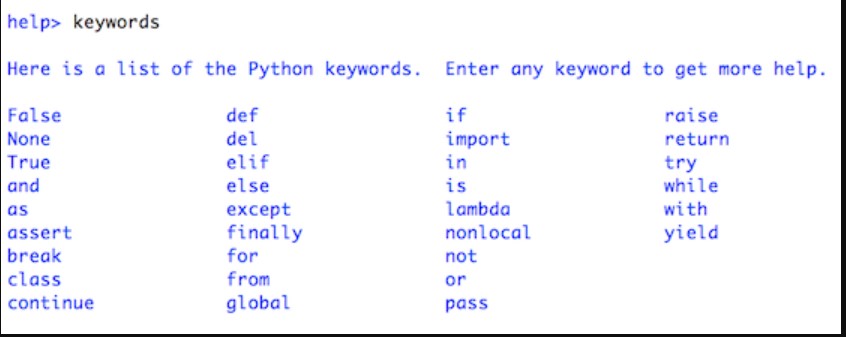 help> keywords
Here is a list of the Python keywords.  Enter any keyword to get more help.
False               def                 if                  raise
None                del                 import              return
True                elif                in                  try
and                 else                is                  while
as                  except              lambda              with
assert              finally             nonlocal            yield
break               for                 not
class               from                or
continue            global              pass